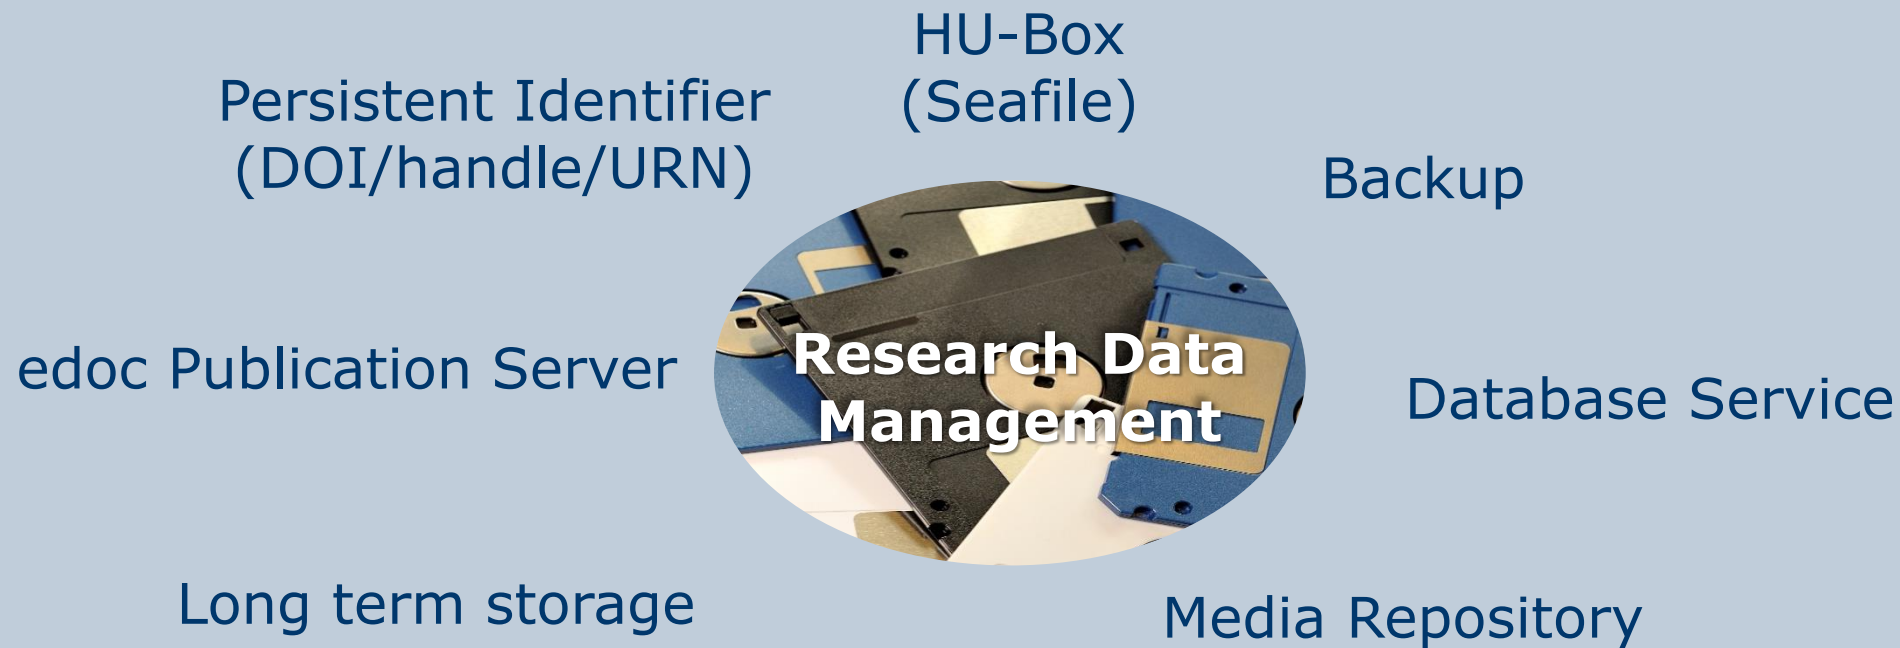 HU-Box
(Seafile)
Persistent Identifier
(DOI/handle/URN)
Backup
edoc Publication Server
Research Data
Management
Database Service
Long term storage
Media Repository